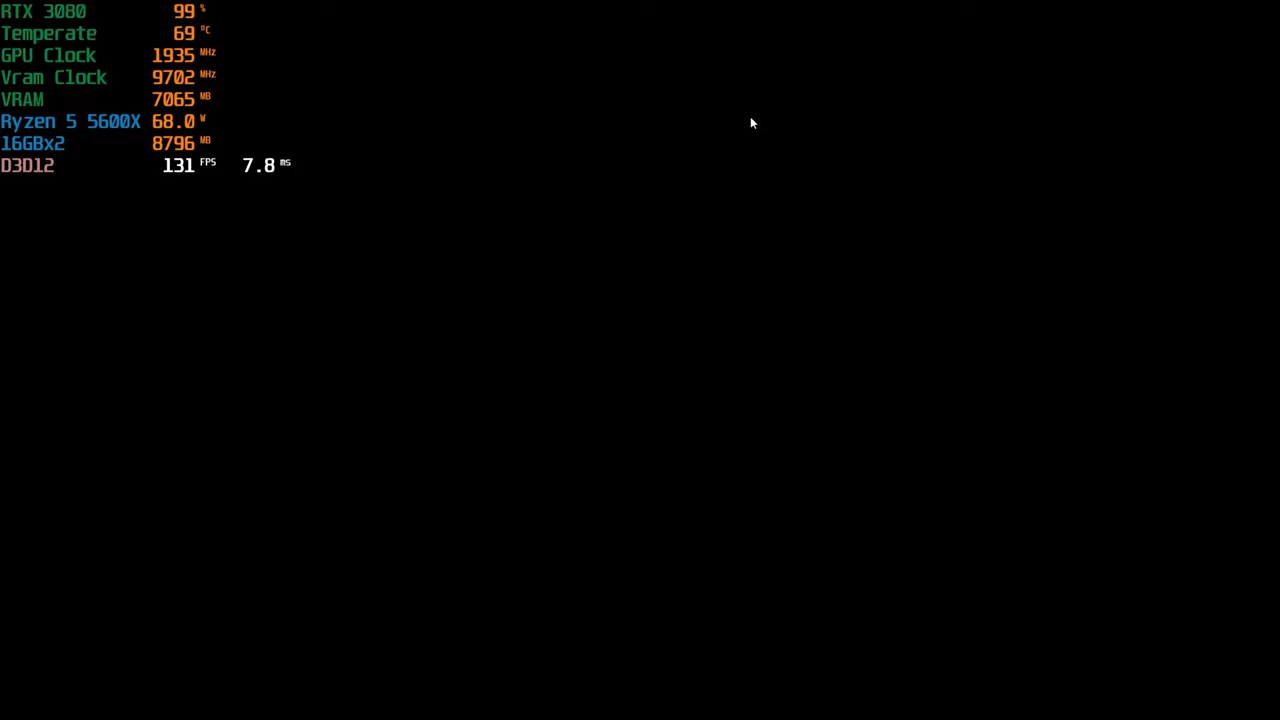 RTX 3080 99 %
Temperate 69 °C
GPU Clock 1935 MHz
Vram Clock 9702 MHz
VRAM 7065 MB
Ryzen 5 5600X 68.0 W
16GBx2 8796 MB
D3D12 131 FPS 7.8 ms